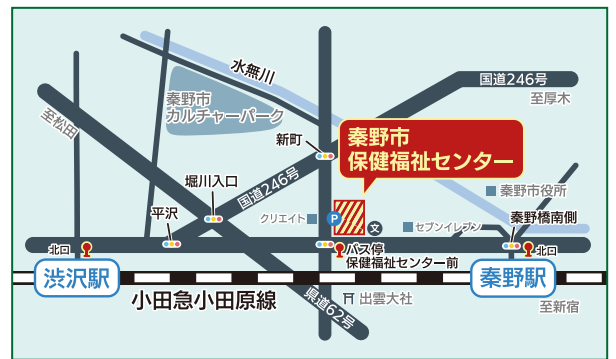 水無川
国道246号
至厚木
秦野市
カルチャーパーク
至松田
新町
秦野市
保健福祉センター
堀川入口
国道246号
秦野市役所
平沢
クリエイト
P
文
セブンイレブン
秦野橋南側
北口
バス停
保健福祉センター前
北口
渋沢駅
秦野駅
小田急小田原線
県道62号
出雲大社
至新宿